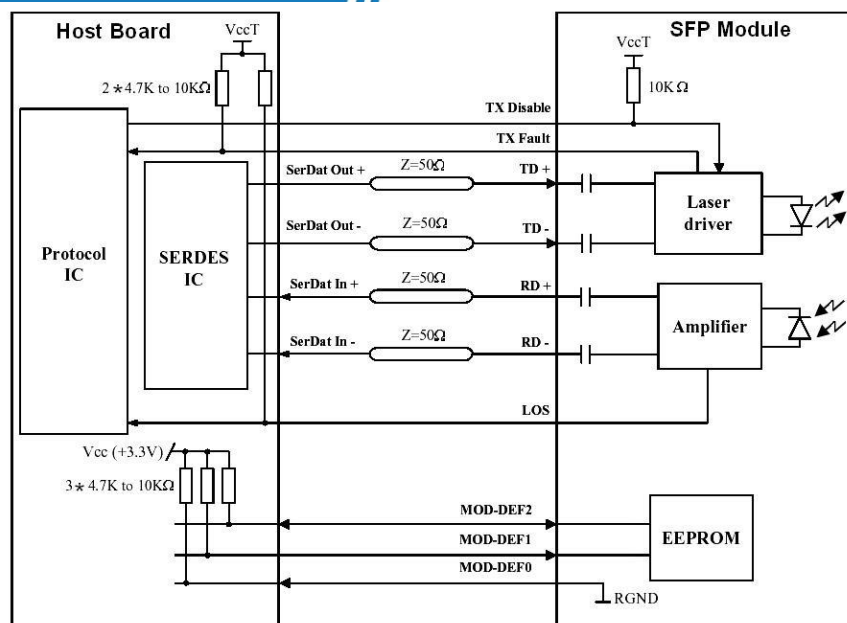 Host Board
SFP Module
VccT
VccT
2*4.7K to 10KΩ
10KΩ
TX Disable
TX Fault
SerDat Out +
Z=50Ω
TD +
SerDat Out -
Z=50Ω
TD -
Laser
driver
Protocol
IC
SERDES
IC
SerDat In +
Z=50Ω
RD +
SerDat In -
Z=50Ω
RD -
Amplifier
LOS
Vcc (+3.3V)
3*4.7K to 10KΩ
MOD-DEF2
MOD-DEF1
MOD-DEF0
EEPROM
RGND